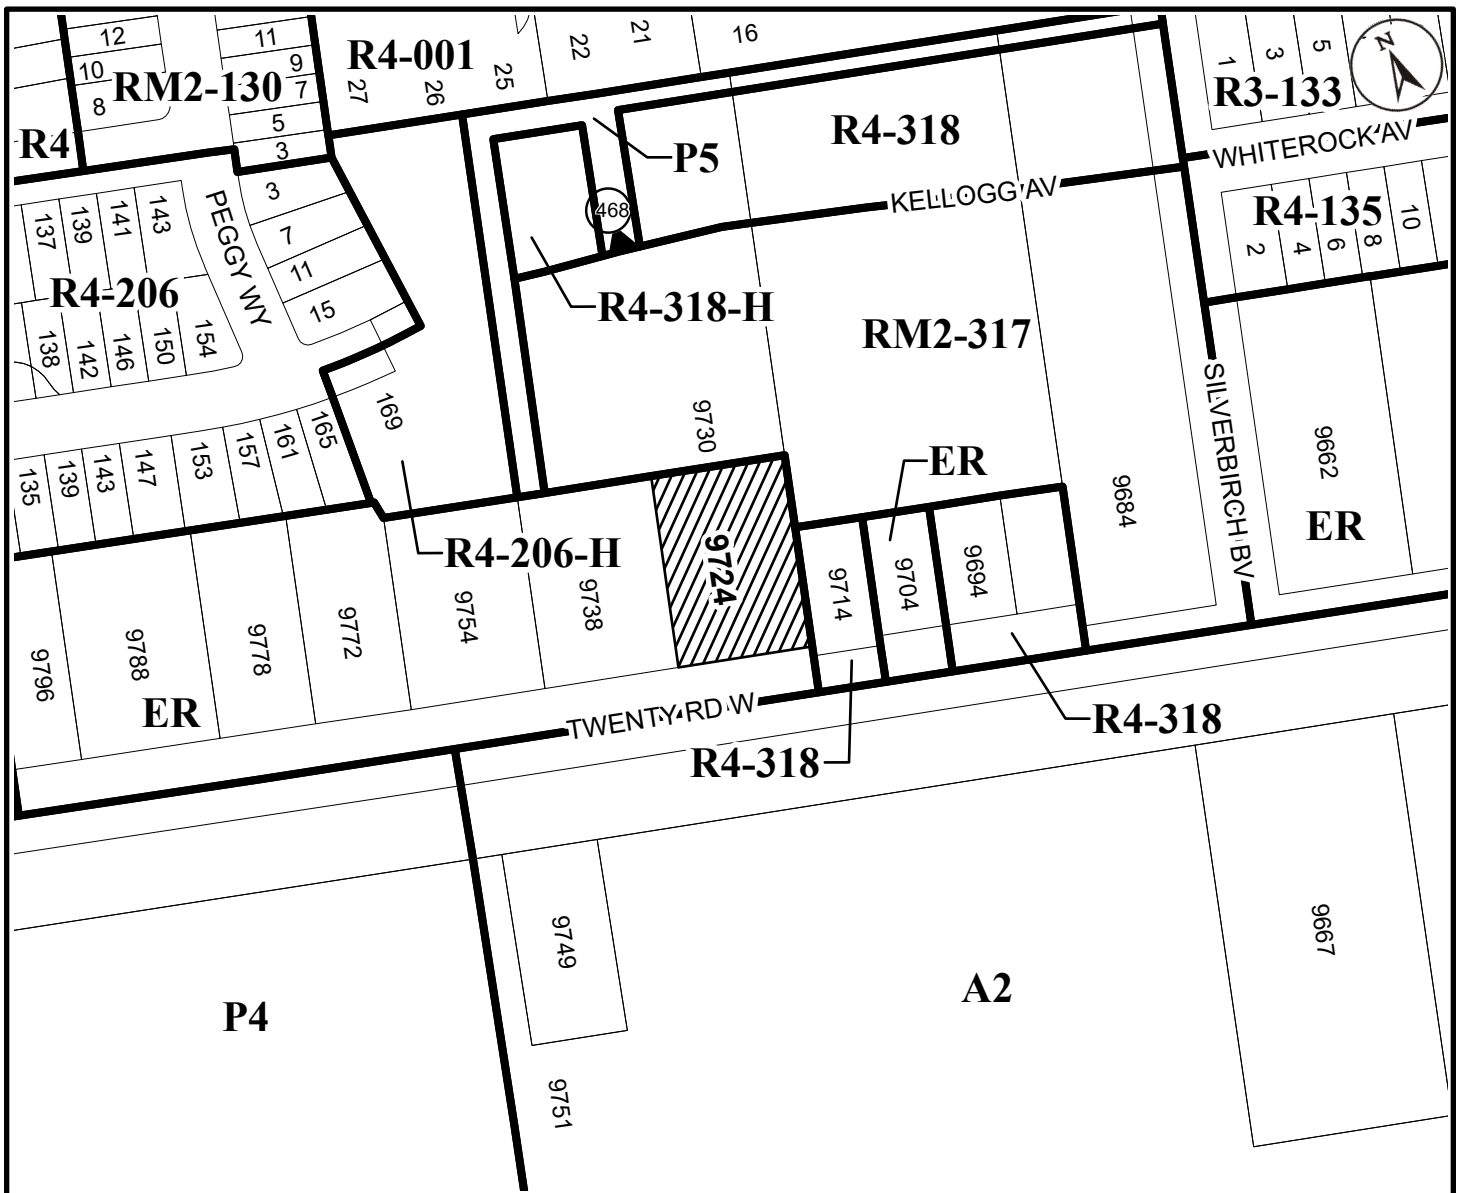 12
11
R4-001
22
21
16
1
3
5
N
10
RM2-130
9
7
27
26
25
R3-133
8
5
R4
3
R4-318
P5
WHITEROCK AV
PEGGY WY
3
KELLOGG AV
137
139
141
143
7
468
R4-135
2
4
6
8
10
R4-206
11
15
R4-318-H
138
142
146
150
154
RM2-317
SILVERBIRCH BV
169
9730
135
139
143
147
153
157
161
165
ER
9684
9662
ER
R4-206-H
9724
9714
9704
9694
9796
9788
9778
9772
9754
9738
ER
TWENTY RD W
R4-318
R4-318
9749
9667
A2
P4
9751